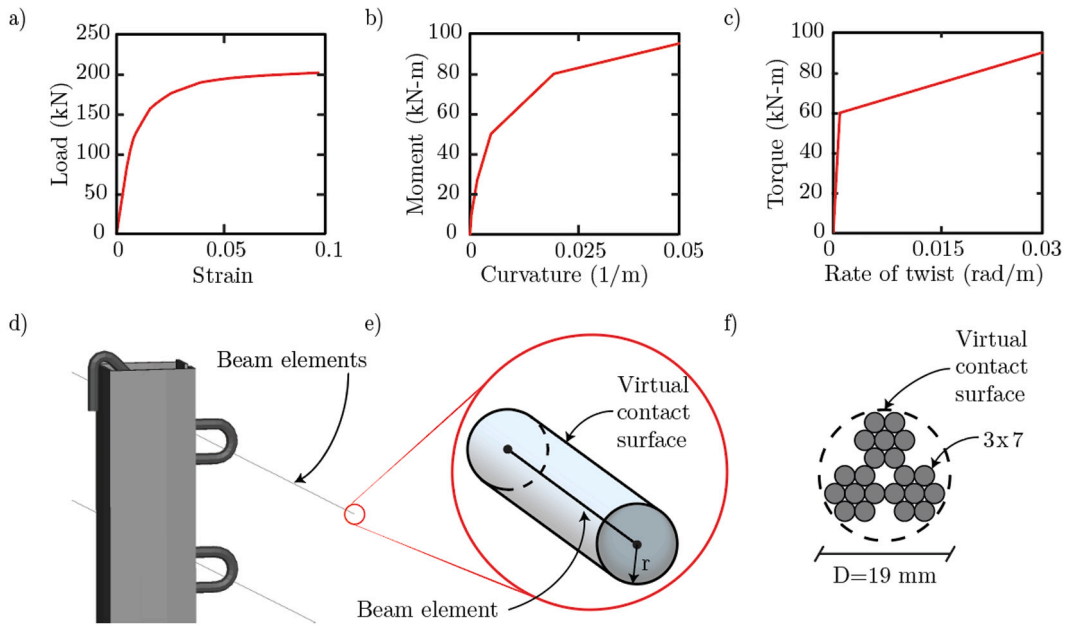 a)
250
200
150
100
50
0
Load (kN)
0
0.05
0.1
Strain
b)
100
80
60
40
20
0
Moment (kN-m)
0
0.025
0.05
Curvature (1/m)
c)
100
80
60
40
20
0
Torque (kN-m)
0
0.015
0.03
Rate of twist (rad/m)
d)
Beam elements
e)
Virtual
contact
surface
r
Beam element
f)
Virtual
contact
surface
3x7
D=19 mm